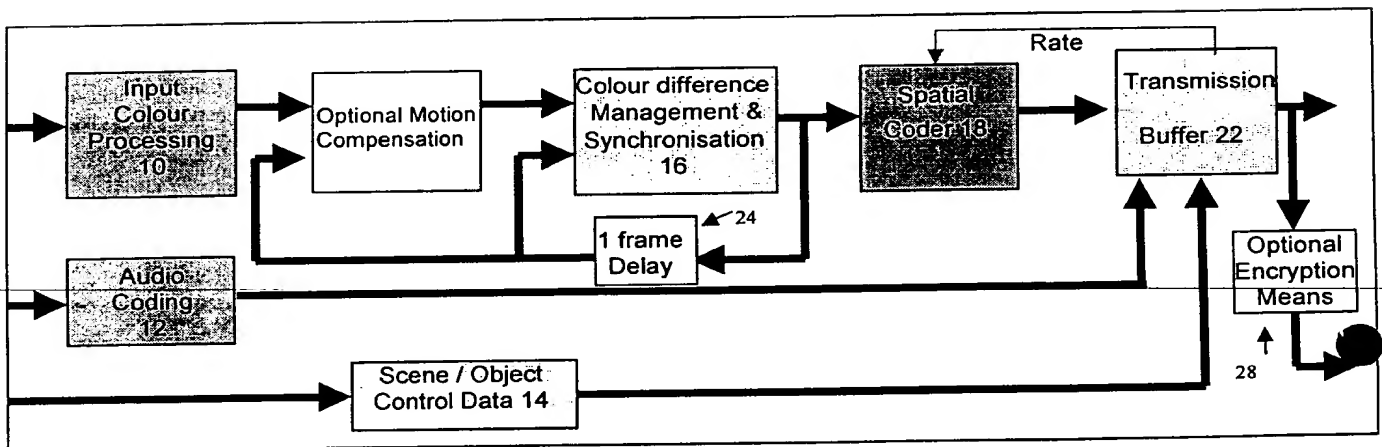 Input
Colour
Processing
10
Optional Motion
Compensation
Colour difference
Management &
Synchronisation
16
Rate
Spatial
Coder 18
Transmission
Buffer 22
24
1 frame
Delay
Audio
Coding
12
Optional
Encryption
Means
28
Scene / Object
Control Data 14